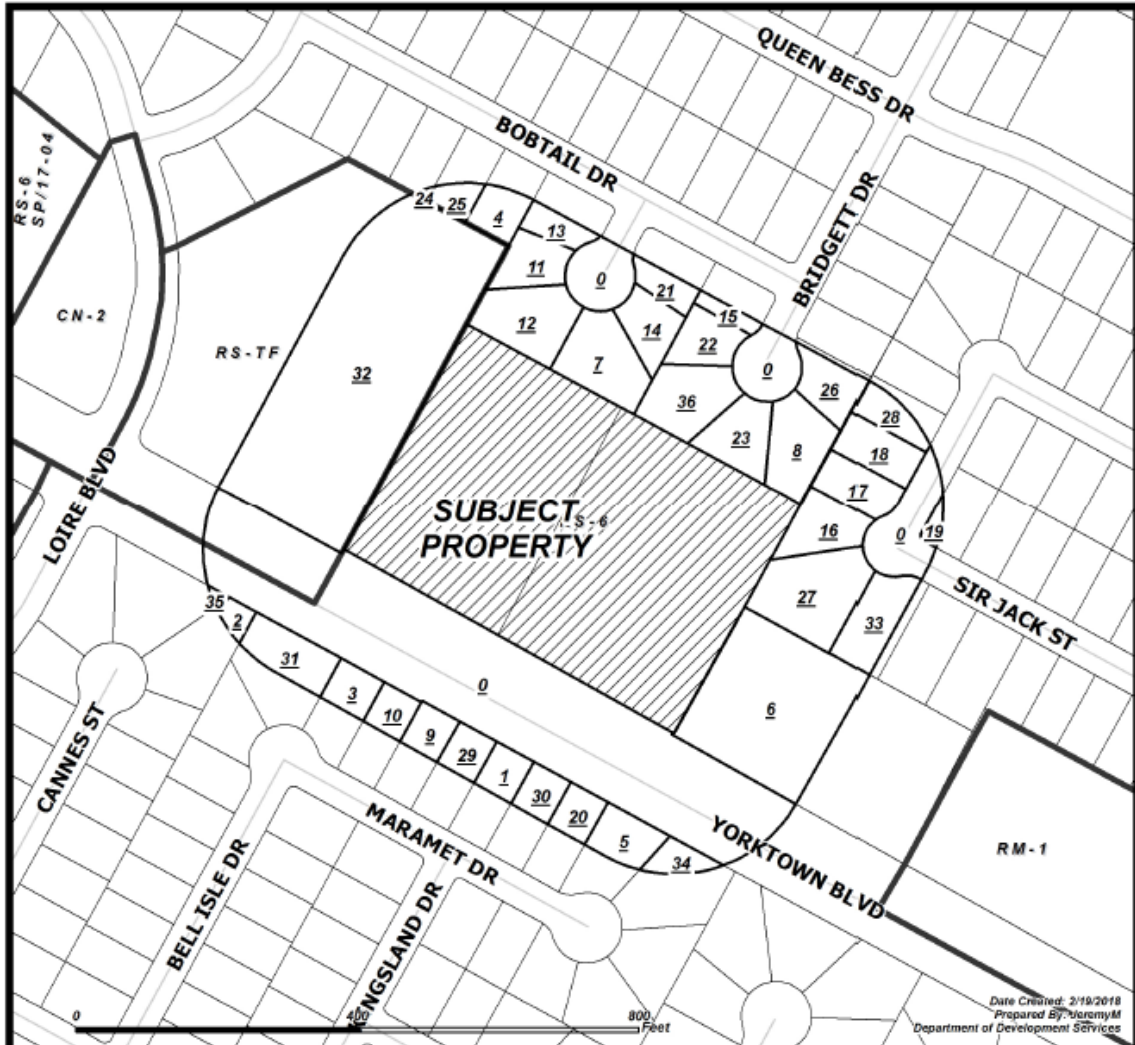 QUEEN BESS DR
BOBTAIL DR
BRIDGETT DR
RS-6
SP/17-04
24
25
4
13
11
0
21
15
CN-2
RS-TF
12
14
22
0
7
32
36
26
28
23
8
18
17
SUBJECT
PROPERTY
S-6
16
0
19
LOIRE BLVD
27
SIR JACK ST
33
35
2
31
0
6
3
10
9
29
1
30
20
5
34
CANNES ST
BELL ISLE DR
MARAMET DR
KINGSLAND DR
YORKTOWN BLVD
RM-1
0
400
800
Feet
Date Created: 2/19/2018
Prepared By: JeremyM
Department of Development Services